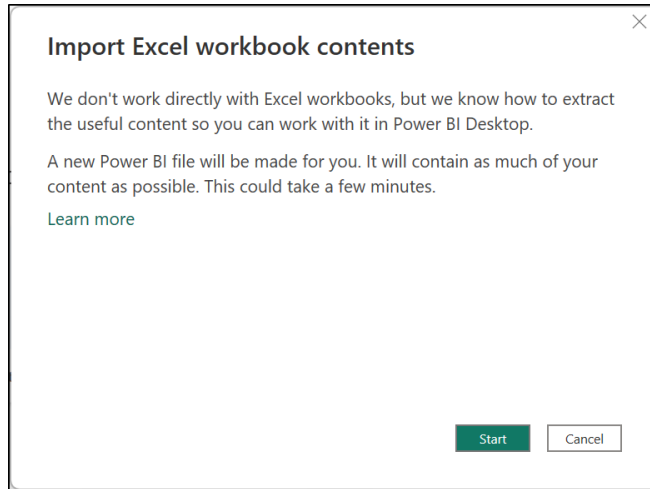 Import Excel workbook contents
We don't work directly with Excel workbooks, but we know how to extract
the useful content so you can work with it in Power BI Desktop.
A new Power BI file will be made for you. It will contain as much of your
content as possible. This could take a few minutes.
Learn more
Start Cancel